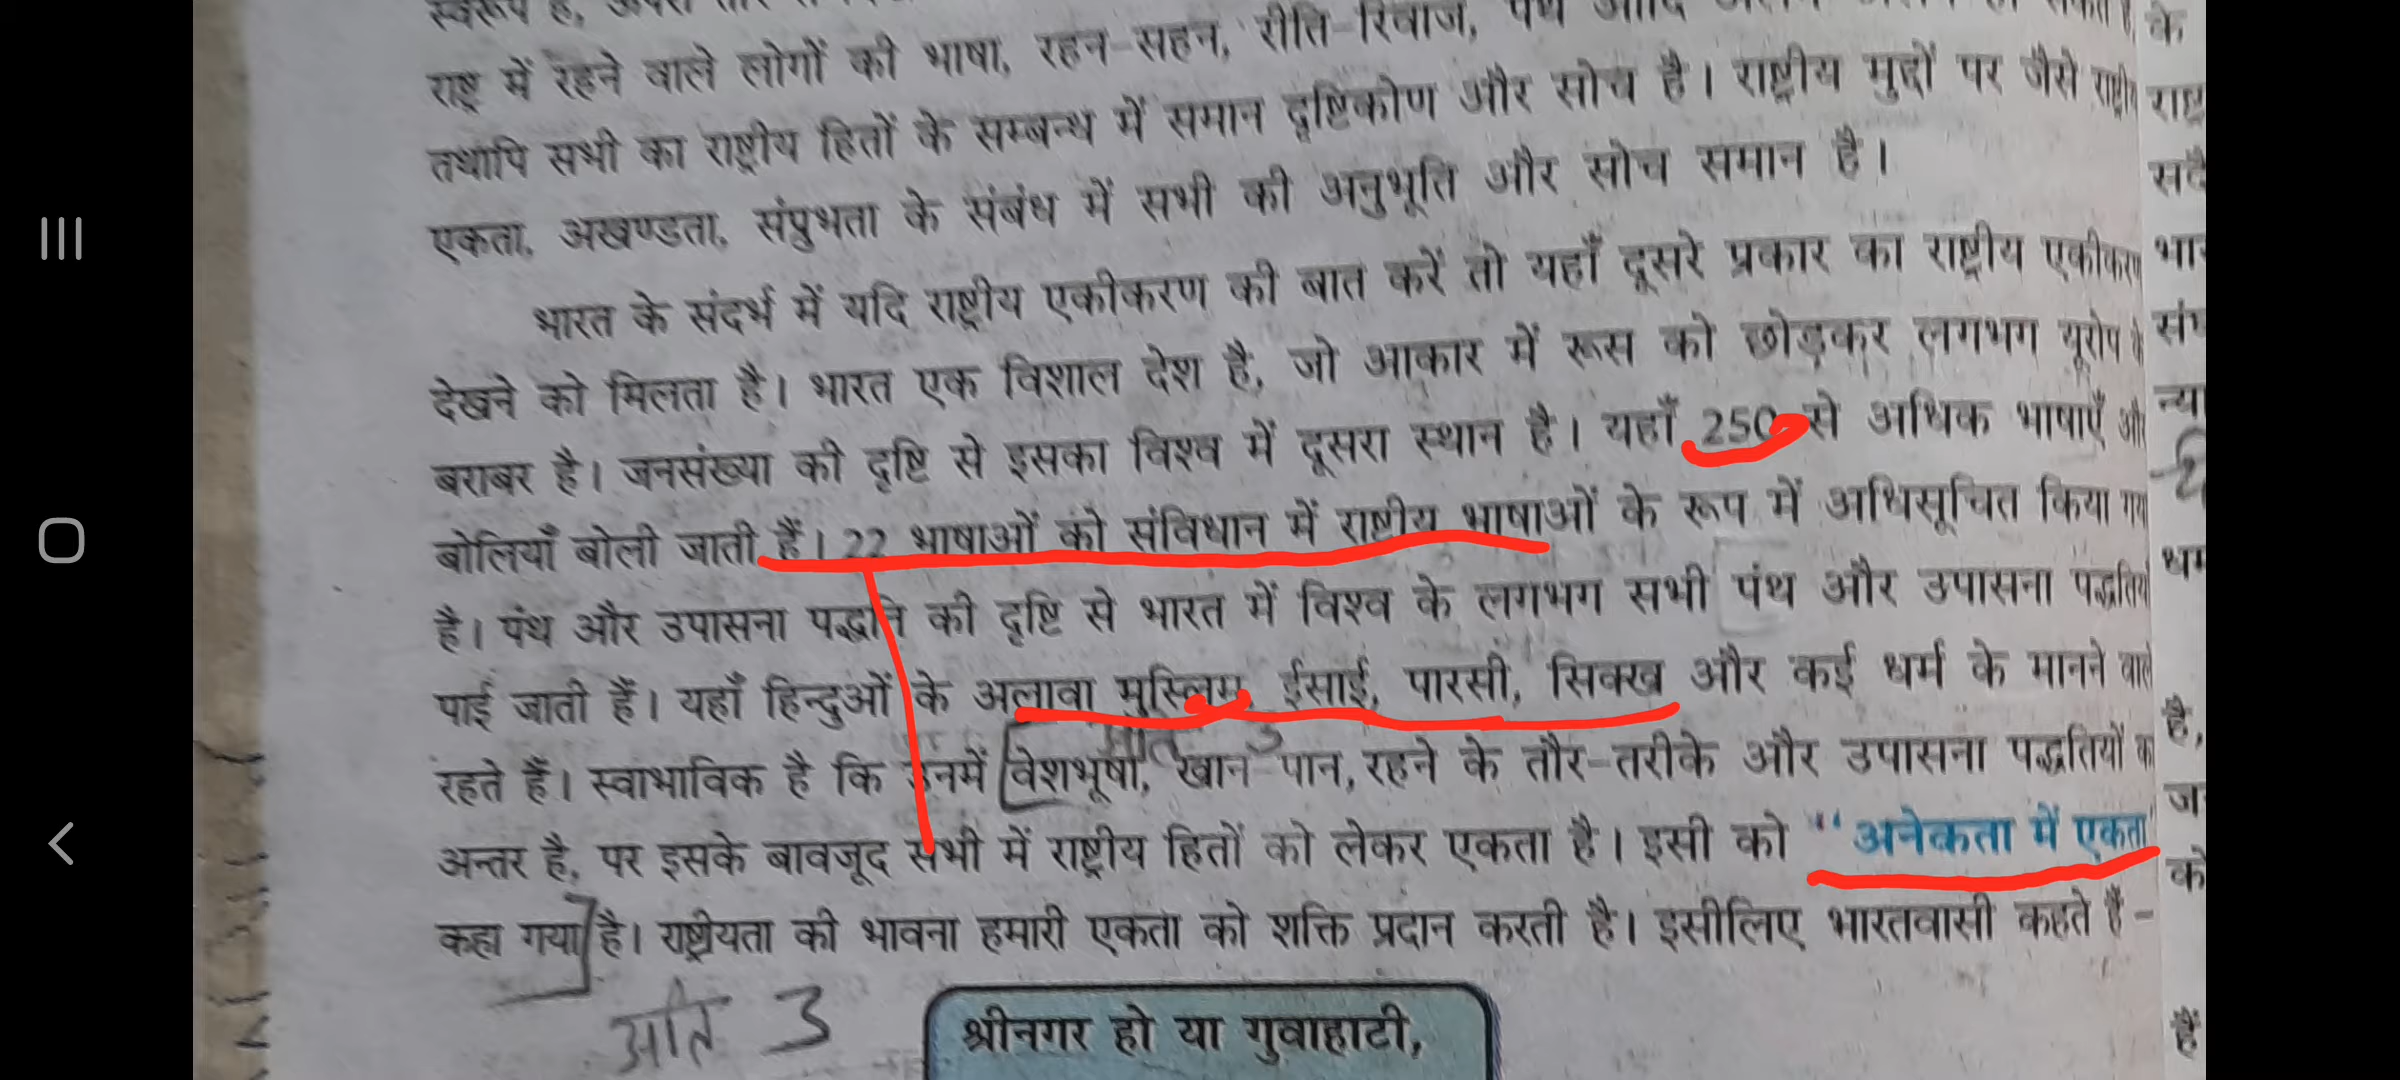 स्वरूप है,
राष्ट्र में रहने वाले लोगों की भाषा, रहन-सहन, रीति-रिवाज, पंथ आदि
तथापि सभी का राष्ट्रीय हितों के सम्बन्ध में समान दृष्टिकोण और सोच है। राष्ट्रीय मुद्दों पर जैसे राष्ट्रीय
एकता, अखण्डता, संप्रुभता के संबंध में सभी की अनुभूति और सोच समान है।
भारत के संदर्भ में यदि राष्ट्रीय एकीकरण की बात करें तो यहाँ दूसरे प्रकार का राष्ट्रीय एकीकरण
देखने को मिलता है। भारत एक विशाल देश है, जो आकार में रूस को छोड़कर लगभग यूरोप के
बराबर है। जनसंख्या की दृष्टि से इसका विश्व में दूसरा स्थान है। यहाँ 250 से अधिक भाषाएँ और
बोलियाँ बोली जाती हैं। 22 भाषाओं को संविधान में राष्ट्रीय भाषाओं के रूप में अधिसूचित किया गया
है। पंथ और उपासना पद्धति की दृष्टि से भारत में विश्व के लगभग सभी पंथ और उपासना पद्धतियाँ
पाई जाती हैं। यहाँ हिन्दुओं के अलावा मुस्लिम, ईसाई, पारसी, सिक्ख और कई धर्म के मानने वाले
रहते हैं। स्वाभाविक है कि उनमें वेशभूषा, खान-पान, रहने के तौर-तरीके और उपासना पद्धतियों का
अन्तर है, पर इसके बावजूद सभी में राष्ट्रीय हितों को लेकर एकता है। इसी को "अनेकता में एकता"
कहा गया है। राष्ट्रीयता की भावना हमारी एकता को शक्ति प्रदान करती है। इसीलिए भारतवासी कहते हैं -
अति 3
श्रीनगर हो या गुवाहाटी,
के
है,
हैं